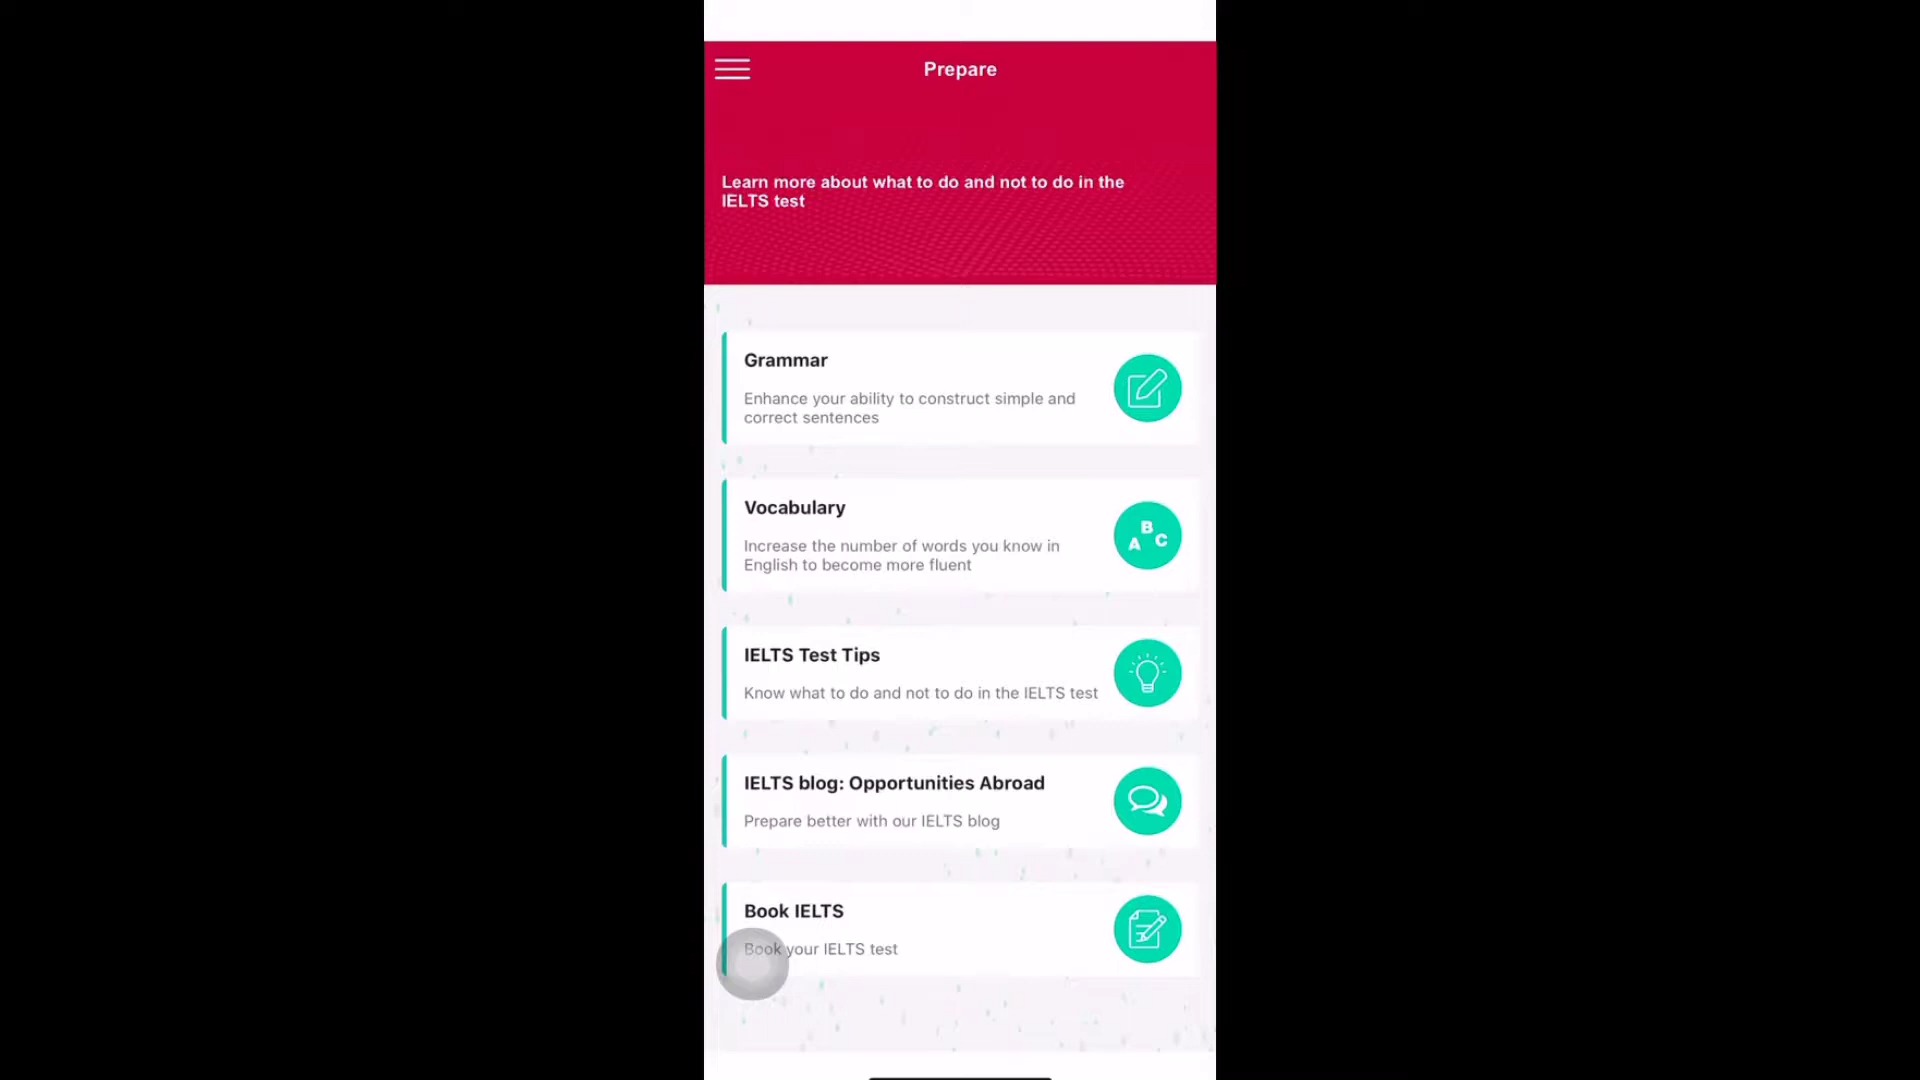 Prepare
Learn more about what to do and not to do in the
IELTS test
Grammar
Enhance your ability to construct simple and
correct sentences
Vocabulary
Increase the number of words you know in
English to become more fluent
A B C
IELTS Test Tips
Know what to do and not to do in the IELTS test
IELTS blog: Opportunities Abroad
Prepare better with our IELTS blog
Book IELTS
Book your IELTS test